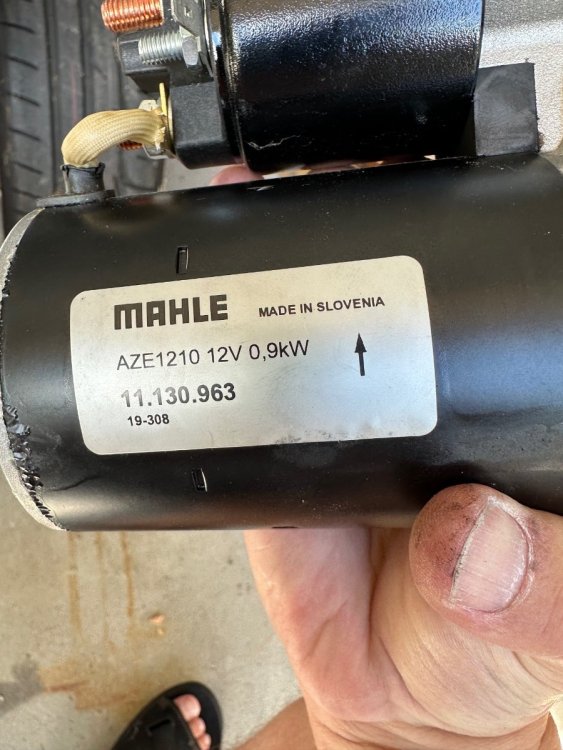 MAHLE MADE IN SLOVENIA
AZE1210 12V 0,9kW
11.130.963
19-308